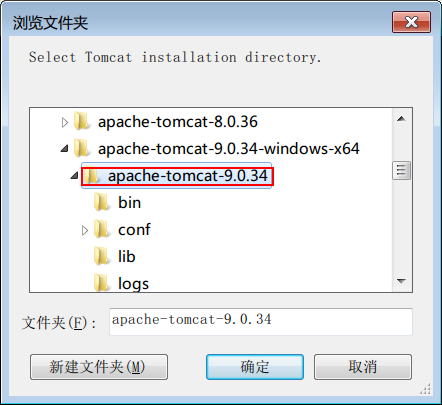 浏览文件夹
Select Tomcat installation directory.
apache-tomcat-8.0.36
apache-tomcat-9.0.34-windows-x64
apache-tomcat-9.0.34
bin
conf
lib
logs
文件夹(F): apache-tomcat-9.0.34
新建文件夹(M) 确定 取消